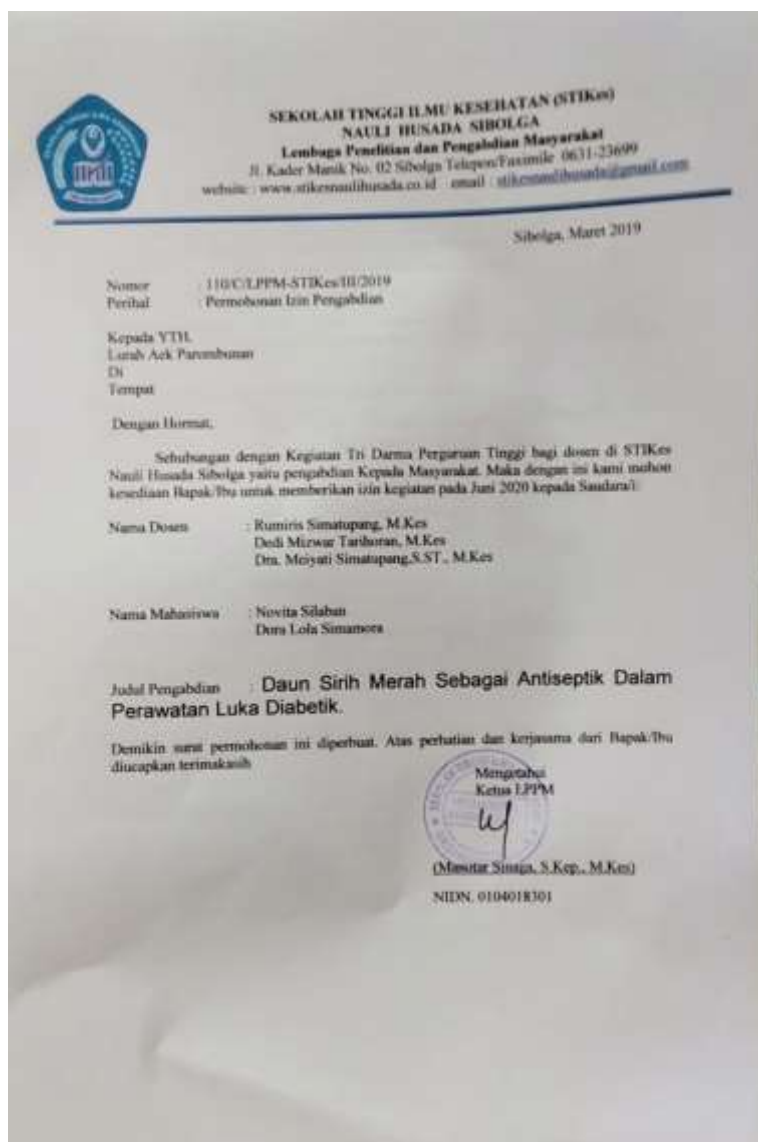 SEKOLAH TINGGI ILMU KESEHATAN (STIKes)
NAULI HUSADA SIBOLGA
Lembaga Penelitian dan Pengabdian Masyarakat
Jl. Kader Manik No. 02 Sibolga Telepon/Faximile 0631-23699
website : www.stikesnaulihusada.co.id email : stikesnaulihusada@gmail.com
Sibolga, Maret 2019
Nomor : 110/C/LPPM-STIKes/III/2019
Perihal : Permohonan Izin Pengabdian
Kepada YTH,
Lurah Aek Parombunan
Di
Tempat
Dengan Hormat,
Sehubungan dengan Kegiatan Tri Darma Perguruan Tinggi bagi dosen di STIKes
Nauli Husada Sibolga yaitu pengabdian Kepada Masyarakat. Maka dengan ini kami mohon
kesediaan Bapak/Ibu untuk memberikan izin kegiatan pada Juni 2020 kepada Saudara/i:
Nama Dosen : Rumiris Simatupang, M.Kes
Dedi Mizwar Tarihoran, M.Kes
Dra. Meiyati Simatupang,S.ST., M.Kes
Nama Mahasiswa : Novita Silaban
Dora Lola Simamora
Judul Pengabdian : Daun Sirih Merah Sebagai Antiseptik Dalam
Perawatan Luka Diabetik.
Demikin surat permohonan ini diperbuat. Atas perhatian dan kerjasama dari Bapak/Ibu
diucapkan terimakasih
Mengetahui
Ketua LPPM
(Masutar Sinaga, S.Kep., M.Kes)
NIDN. 0104018301